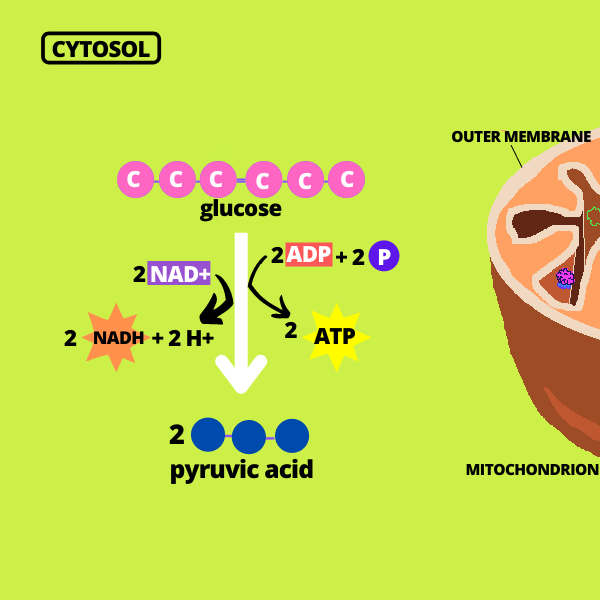 CYTOSOL
OUTER MEMBRANE
C C C C C C
glucose
2 ADP + 2 P
2 NAD+
2 NADH + 2 H+
2 ATP
2
pyruvic acid
MITOCHONDRION